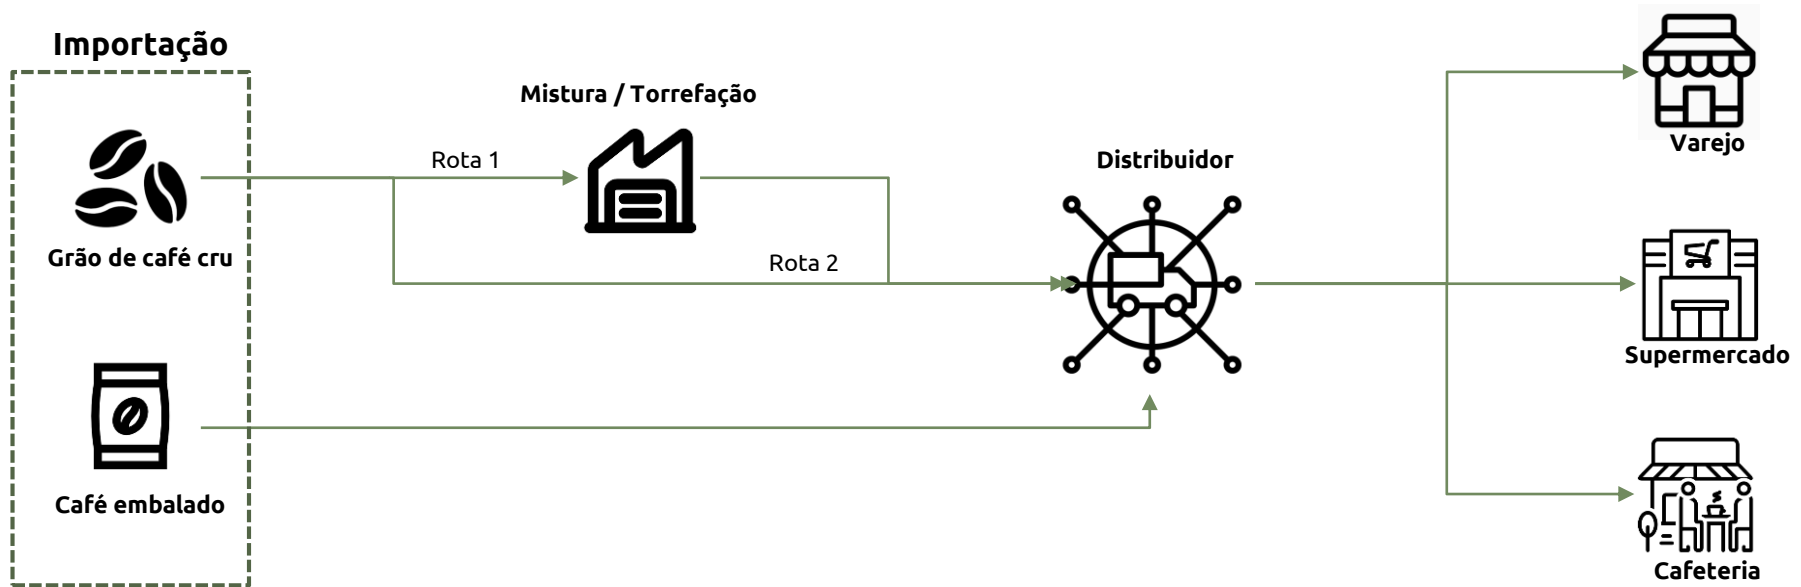 Importação
Mistura / Torrefação
Rota 1
Distribuidor
Varejo
Grão de café cru
Rota 2
Supermercado
Café embalado
Cafeteria